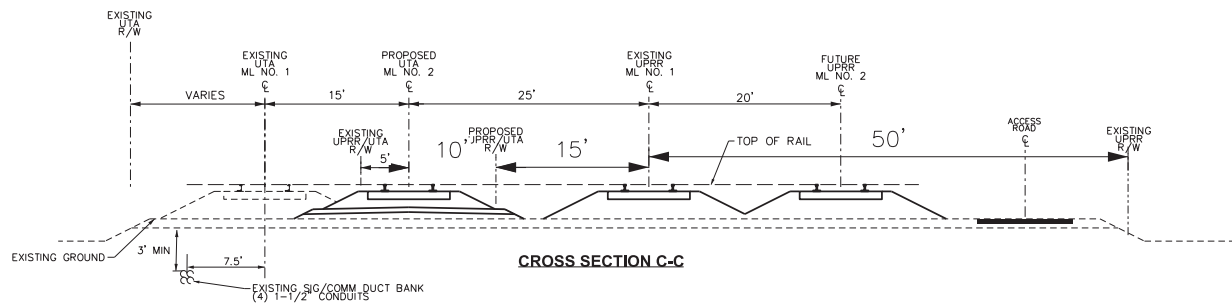 EXISTING
UTA
R/W
EXISTING
UTA
ML NO. 1
℄
PROPOSED
UTA
ML NO. 2
℄
EXISTING
UPRR
ML NO. 1
℄
FUTURE
UPRR
ML NO. 2
℄
VARIES
15'
25'
20'
EXISTING
UPRR/UTA
R/W
5'
10'
PROPOSED
JPRR/UTA
R/W
15'
TOP OF RAIL
50'
ACCESS
ROAD
℄
EXISTING
UPRR
R/W
EXISTING GROUND
3' MIN
7.5'
EXISTING SIG/COMM DUCT BANK
(4) 1-1/2" CONDUITS
CROSS SECTION C-C